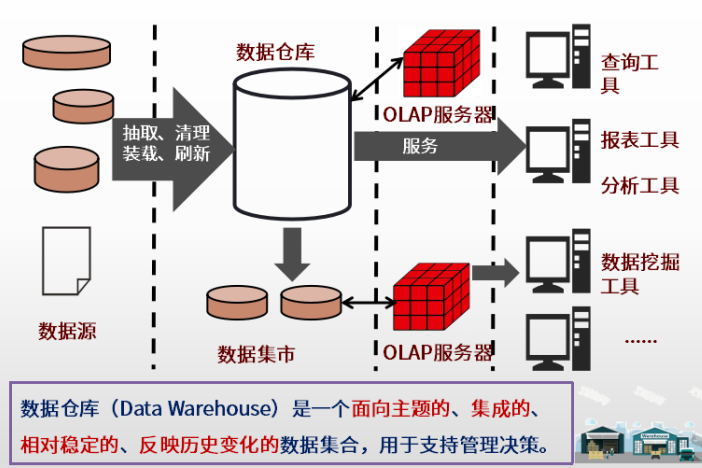 数据仓库
OLAP服务器
查询工
具
抽取、清理
装载、刷新
服务
报表工具
分析工具
数据源
数据集市
OLAP服务器
数据挖掘
工具
......
数据仓库（Data Warehouse）是一个面向主题的、集成的、
相对稳定的、反映历史变化的数据集合，用于支持管理决策。
Warehouse